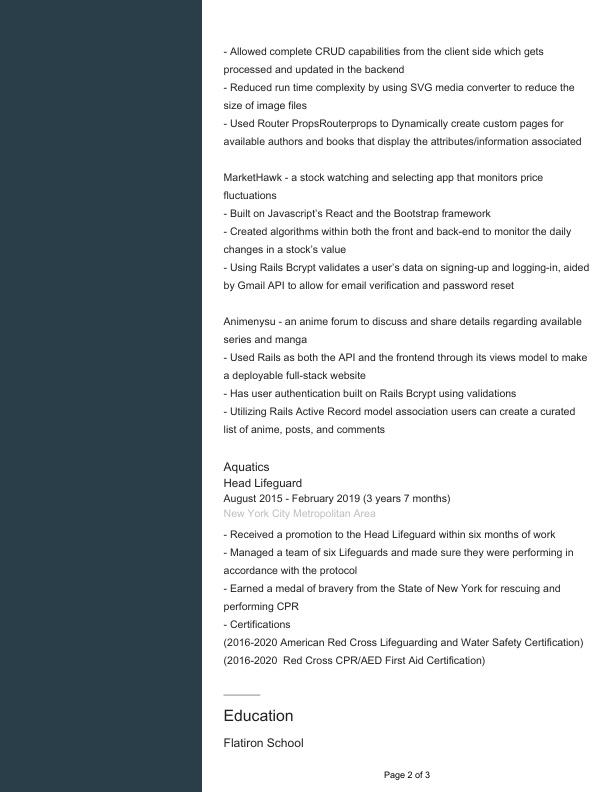 - Allowed complete CRUD capabilities from the client side which gets
processed and updated in the backend
- Reduced run time complexity by using SVG media converter to reduce the
size of image files
- Used Router PropsRouterprops to Dynamically create custom pages for
available authors and books that display the attributes/information associated
MarketHawk - a stock watching and selecting app that monitors price
fluctuations
- Built on Javascript’s React and the Bootstrap framework
- Created algorithms within both the front and back-end to monitor the daily
changes in a stock’s value
- Using Rails Bcrypt validates a user’s data on signing-up and logging-in, aided
by Gmail API to allow for email verification and password reset
Animenysu - an anime forum to discuss and share details regarding available
series and manga
- Used Rails as both the API and the frontend through its views model to make
a deployable full-stack website
- Has user authentication built on Rails Bcrypt using validations
- Utilizing Rails Active Record model association users can create a curated
list of anime, posts, and comments
Aquatics
Head Lifeguard
August 2015 - February 2019 (3 years 7 months)
New York City Metropolitan Area
- Received a promotion to the Head Lifeguard within six months of work
- Managed a team of six Lifeguards and made sure they were performing in
accordance with the protocol
- Earned a medal of bravery from the State of New York for rescuing and
performing CPR
- Certifications
(2016-2020 American Red Cross Lifeguarding and Water Safety Certification)
(2016-2020  Red Cross CPR/AED First Aid Certification)
Education
Flatiron School
Page 2 of 3